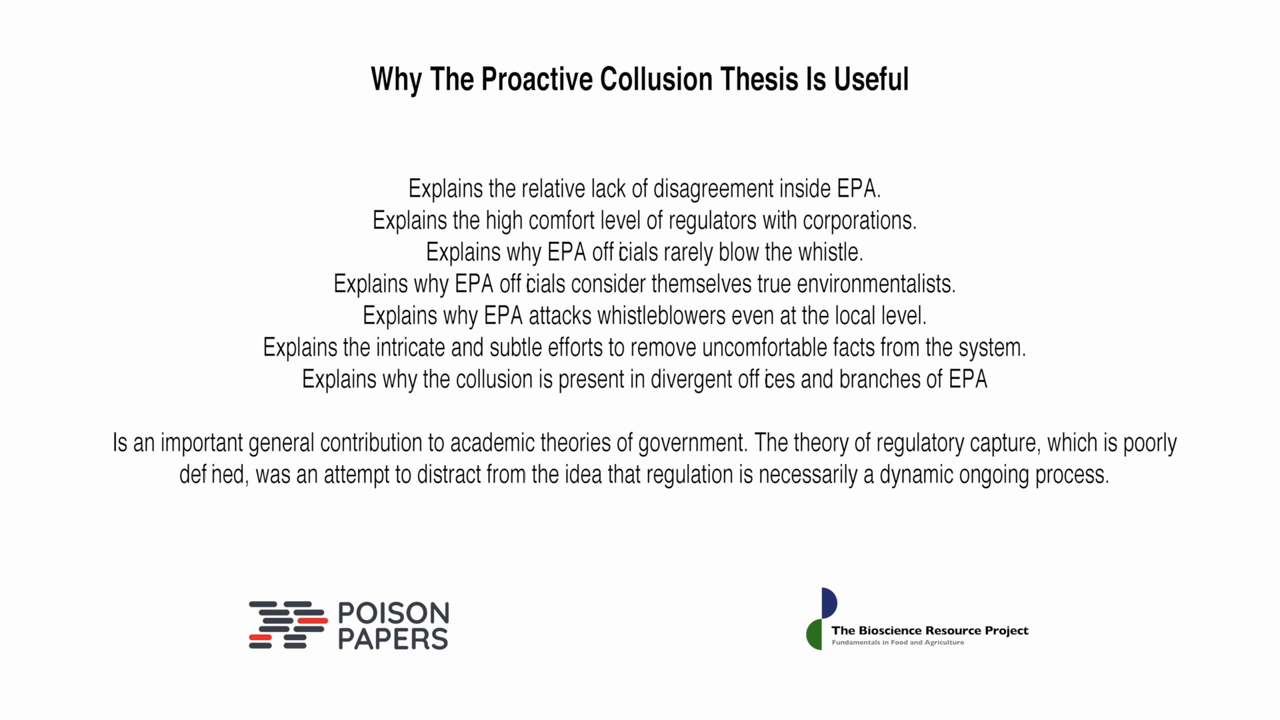 Why The Proactive Collusion Thesis Is Useful
Explains the relative lack of disagreement inside EPA.
Explains the high comfort level of regulators with corporations.
Explains why EPA officials rarely blow the whistle.
Explains why EPA officials consider themselves true environmentalists.
Explains why EPA attacks whistleblowers even at the local level.
Explains the intricate and subtle efforts to remove uncomfortable facts from the system.
Explains why the collusion is present in divergent offices and branches of EPA
Is an important general contribution to academic theories of government. The theory of regulatory capture, which is poorly
defined, was an attempt to distract from the idea that regulation is necessarily a dynamic ongoing process.
POISON
PAPERS
The Bioscience Resource Project
Fundamentals in Food and Agriculture